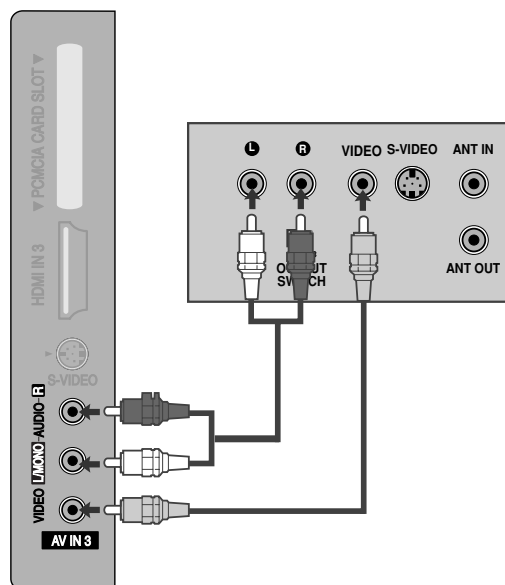 ◄ PCMCIA CARD SLOT ◄
HDMI IN 3
S-VIDEO
VIDEO L/MONO-AUDIO-R
AV IN 3
L R VIDEO S-VIDEO ANT IN
ANT OUT
SWITCH